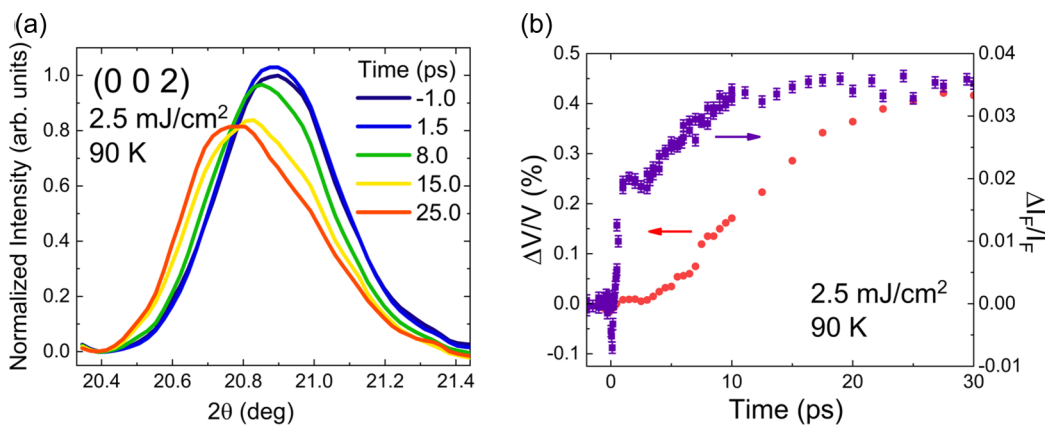 (a)
Normalized Intensity (arb. units)
1.0
0.8
0.6
0.4
0.2
0.0
(0 0 2)
2.5 mJ/cm²
90 K
Time (ps)
-1.0
1.5
8.0
15.0
25.0
20.4 20.6 20.8 21.0 21.2 21.4
2θ (deg)
(b)
ΔV/V (%)
0.5
0.4
0.3
0.2
0.1
0.0
-0.1
2.5 mJ/cm²
90 K
0 10 20 30
Time (ps)
0.04
0.03
0.02
0.01
0.00
-0.01
ΔI_F/I_F